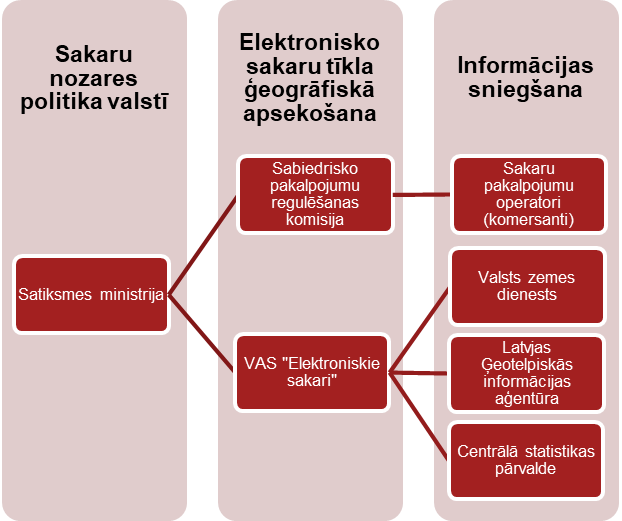 Sakaru
nozares
politika valstī
Satiksmes ministrija
Elektronisko
sakaru tīkla
ģeogrāfiskā
apsekošana
Sabiedrisko
pakalpojumu
regulēšanas
komisija
VAS "Elektroniskie
sakari"
Informācijas
sniegšana
Sakaru
pakalpojumu
operatori
(komersanti)
Valsts zemes
dienests
Latvjas
Ģeotelpiskās
informācijas
aģentūra
Centrālā statistikas
pārvalde